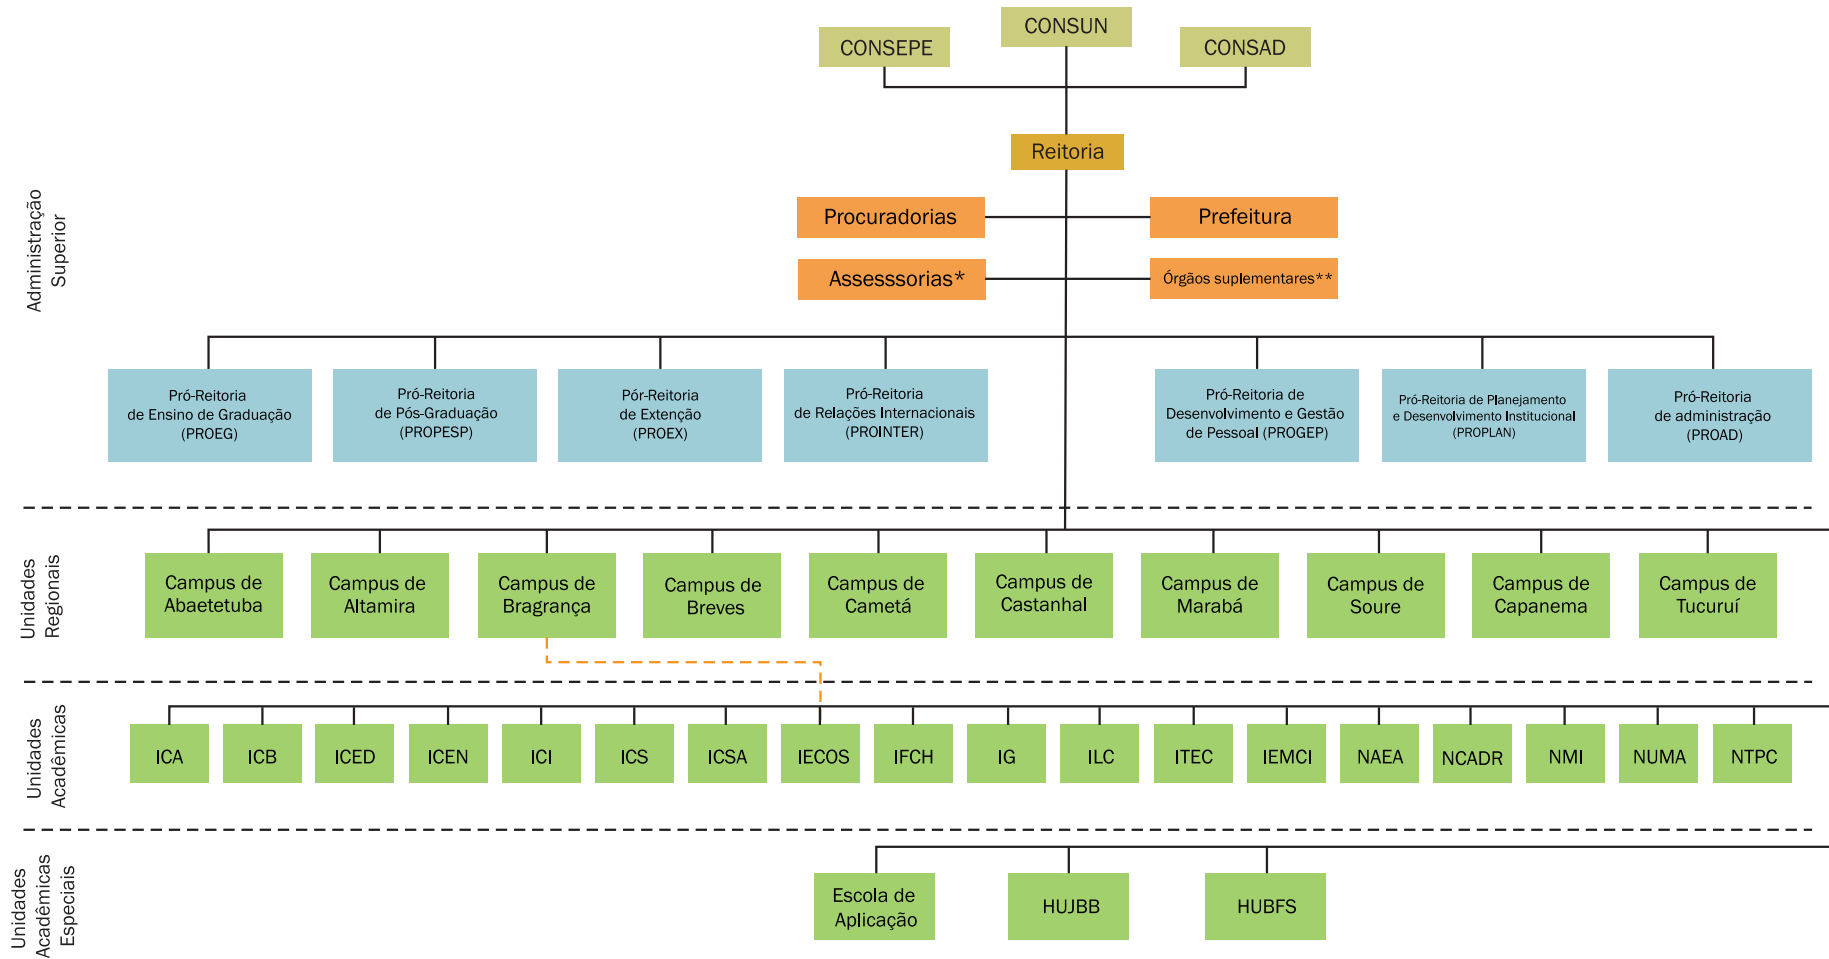 CONSUN
CONSEPE
CONSAD
Reitoria
Administração
Superior
Procuradorias
Prefeitura
Assesssorias*
Órgãos suplementares**
Pró-Reitoria
de Ensino de Graduação
(PROEG)
Pró-Reitoria
de Pós-Graduação
(PROPESP)
Pór-Reitoria
de Extenção
(PROEX)
Pró-Reitoria
de Relações Internacionais
(PROINTER)
Pró-Reitoria de
Desenvolvimento e Gestão
de Pessoal (PROGEP)
Pró-Reitoria de Planejamento
e Desenvolvimento Institucional
(PROPLAN)
Pró-Reitoria
de administração
(PROAD)
Unidades
Regionais
Campus de
Abaetetuba
Campus de
Altamira
Campus de
Bragrança
Campus de
Breves
Campus de
Cametá
Campus de
Castanhal
Campus de
Marabá
Campus de
Soure
Campus de
Capanema
Campus de
Tucuruí
Unidades
Acadêmicas
ICA
ICB
ICED
ICEN
ICI
ICS
ICSA
IECOS
IFCH
IG
ILC
ITEC
IEMCI
NAEA
NCADR
NMI
NUMA
NTPC
Unidades
Acadêmicas
Especiais
Escola de
Aplicação
HUJBB
HUBFS